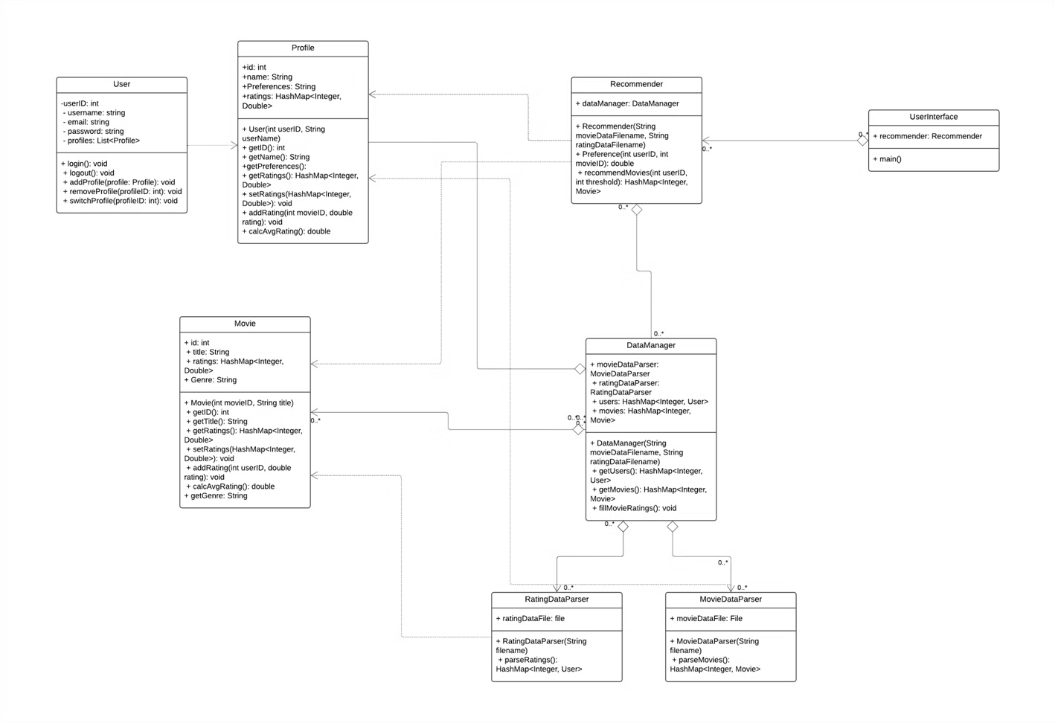 Profile
+id: int
+name: String
+Preferences: String
+ratings: HashMap<Integer,
Double>
+ User(int userID, String
userName)
+ getID(): int
+ getName(): String
+getPreferences():
+ getRatings(): HashMap<Integer,
Double>
+ setRatings(HashMap<Integer,
Double>): void
+ addRating(int movieID, double
rating): void
+ calcAvgRating(): double
User
-userID: int
- username: string
- email: string
- password: string
- profiles: List<Profile>
+ login(): void
+ logout(): void
+ addProfile(profile: Profile): void
+ removeProfile(profileID: int): void
+ switchProfile(profileID: int): void
Recommender
+ dataManager: DataManager
+ Recommender(String
movieDataFilename, String
ratingDataFilename)
+ Preference(int userID, int
movieID): double
+ recommendMovies(int userID,
int threshold): HashMap<Integer,
Movie>
0..*
0..*
0..*
UserInterface
+ recommender: Recommender
+ main()
Movie
+ id: int
+ title: String
+ ratings: HashMap<Integer,
Double>
+ Genre: String
+ Movie(int movieID, String title)
+ getID(): int
+ getTitle(): String
+ getRatings(): HashMap<Integer,
Double>
+ setRatings(HashMap<Integer,
Double>): void
+ addRating(int userID, double
rating): void
+ calcAvgRating(): double
+ getGenre: String
0..*
0..*
DataManager
+ movieDataParser:
MovieDataParser
+ ratingDataParser:
RatingDataParser
+ users: HashMap<Integer, User>
+ movies: HashMap<Integer,
Movie>
+ DataManager(String
movieDataFilename, String
ratingDataFilename)
+ getUsers(): HashMap<Integer,
User>
+ getMovies(): HashMap<Integer,
Movie>
+ fillMovieRatings(): void
0..*
0..*
0..*
0..*
RatingDataParser
+ ratingDataFile: file
+ RatingDataParser(String
filename)
+ parseRatings():
HashMap<Integer, User>
MovieDataParser
+ movieDataFile: File
+ MovieDataParser(String
filename)
+ parseMovies():
HashMap<Integer, Movie>